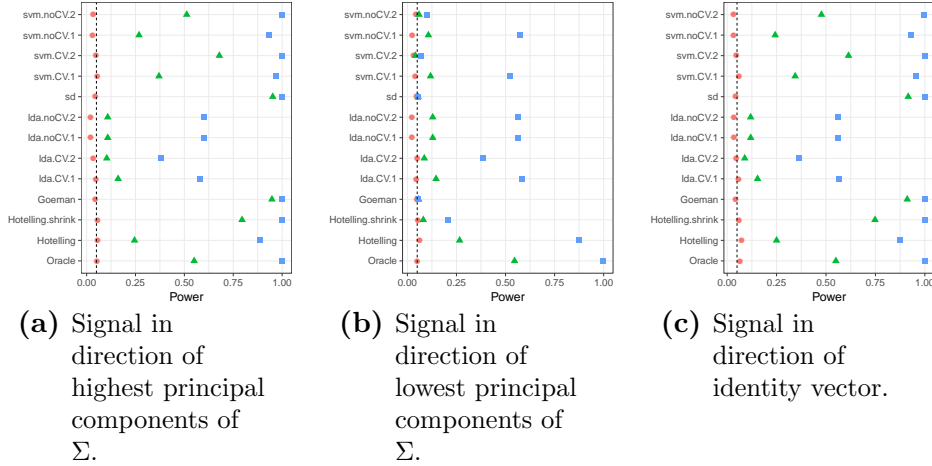 svm.noCV.2
svm.noCV.1
svm.CV.2
svm.CV.1
sd
lda.noCV.2
lda.noCV.1
lda.CV.2
lda.CV.1
Goeman
Hotelling.shrink
Hotelling
Oracle
0.00 0.25 0.50 0.75 1.00
Power
(a) Signal in
direction of
highest principal
components of
Σ.
svm.noCV.2
svm.noCV.1
svm.CV.2
svm.CV.1
sd
lda.noCV.2
lda.noCV.1
lda.CV.2
lda.CV.1
Goeman
Hotelling.shrink
Hotelling
Oracle
0.00 0.25 0.50 0.75 1.00
Power
(b) Signal in
direction of
lowest principal
components of
Σ.
svm.noCV.2
svm.noCV.1
svm.CV.2
svm.CV.1
sd
lda.noCV.2
lda.noCV.1
lda.CV.2
lda.CV.1
Goeman
Hotelling.shrink
Hotelling
Oracle
0.00 0.25 0.50 0.75 1.00
Power
(c) Signal in
direction of
identity vector.